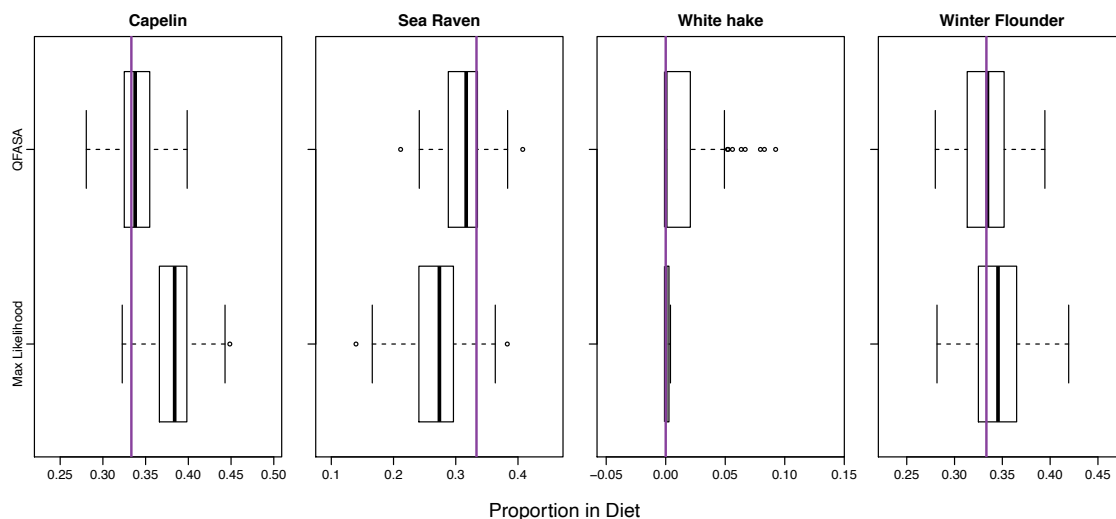 Capelin Sea Raven White hake Winter Flounder
QFASA
Max Likelihood
0.25 0.30 0.35 0.40 0.45 0.50 0.1 0.2 0.3 0.4 −0.05 0.00 0.05 0.10 0.15 0.25 0.30 0.35 0.40 0.45
Proportion in Diet